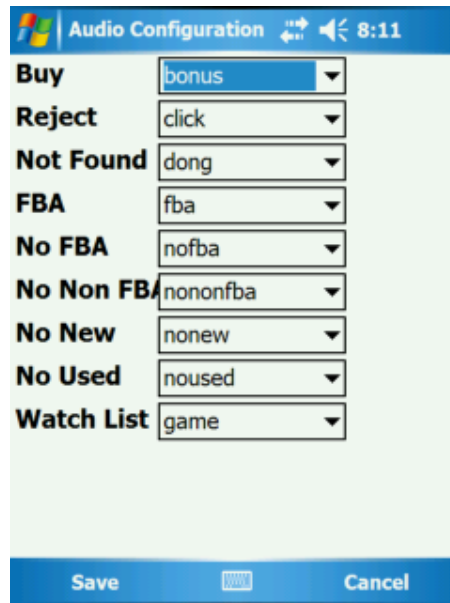 Audio Configuration 8:11
Buy bonus
Reject click
Not Found dong
FBA fba
No FBA nofba
No Non FBA nononfba
No New nonew
No Used noused
Watch List game
Save Cancel